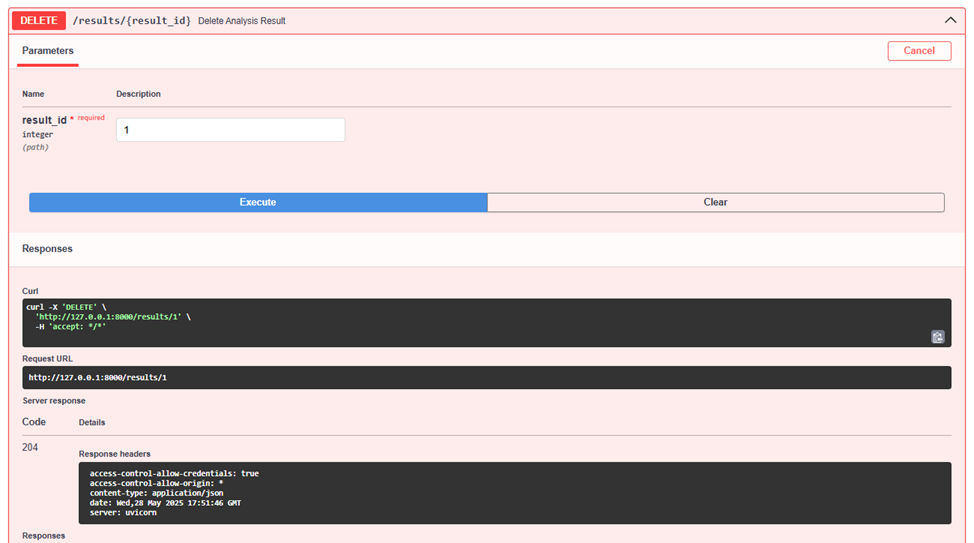 DELETE /results/{result_id} Delete Analysis Result
Parameters
Cancel
Name Description
result_id * required
integer
(path)
1
Execute Clear
Responses
Curl
curl -X 'DELETE' \
'http://127.0.0.1:8000/results/1' \
-H 'accept: */*'
Request URL
http://127.0.0.1:8000/results/1
Server response
Code Details
204
Response headers
access-control-allow-credentials: true
access-control-allow-origin: *
content-type: application/json
date: Wed,28 May 2025 17:51:46 GMT
server: uvicorn
Responses